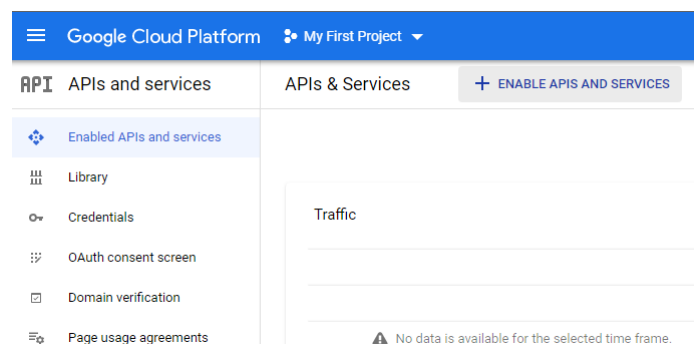 Google Cloud Platform
My First Project
API APIs and services
APIs & Services
+ ENABLE APIS AND SERVICES
Enabled APIs and services
Library
Credentials
OAuth consent screen
Domain verification
Page usage agreements
Traffic
No data is available for the selected time frame.